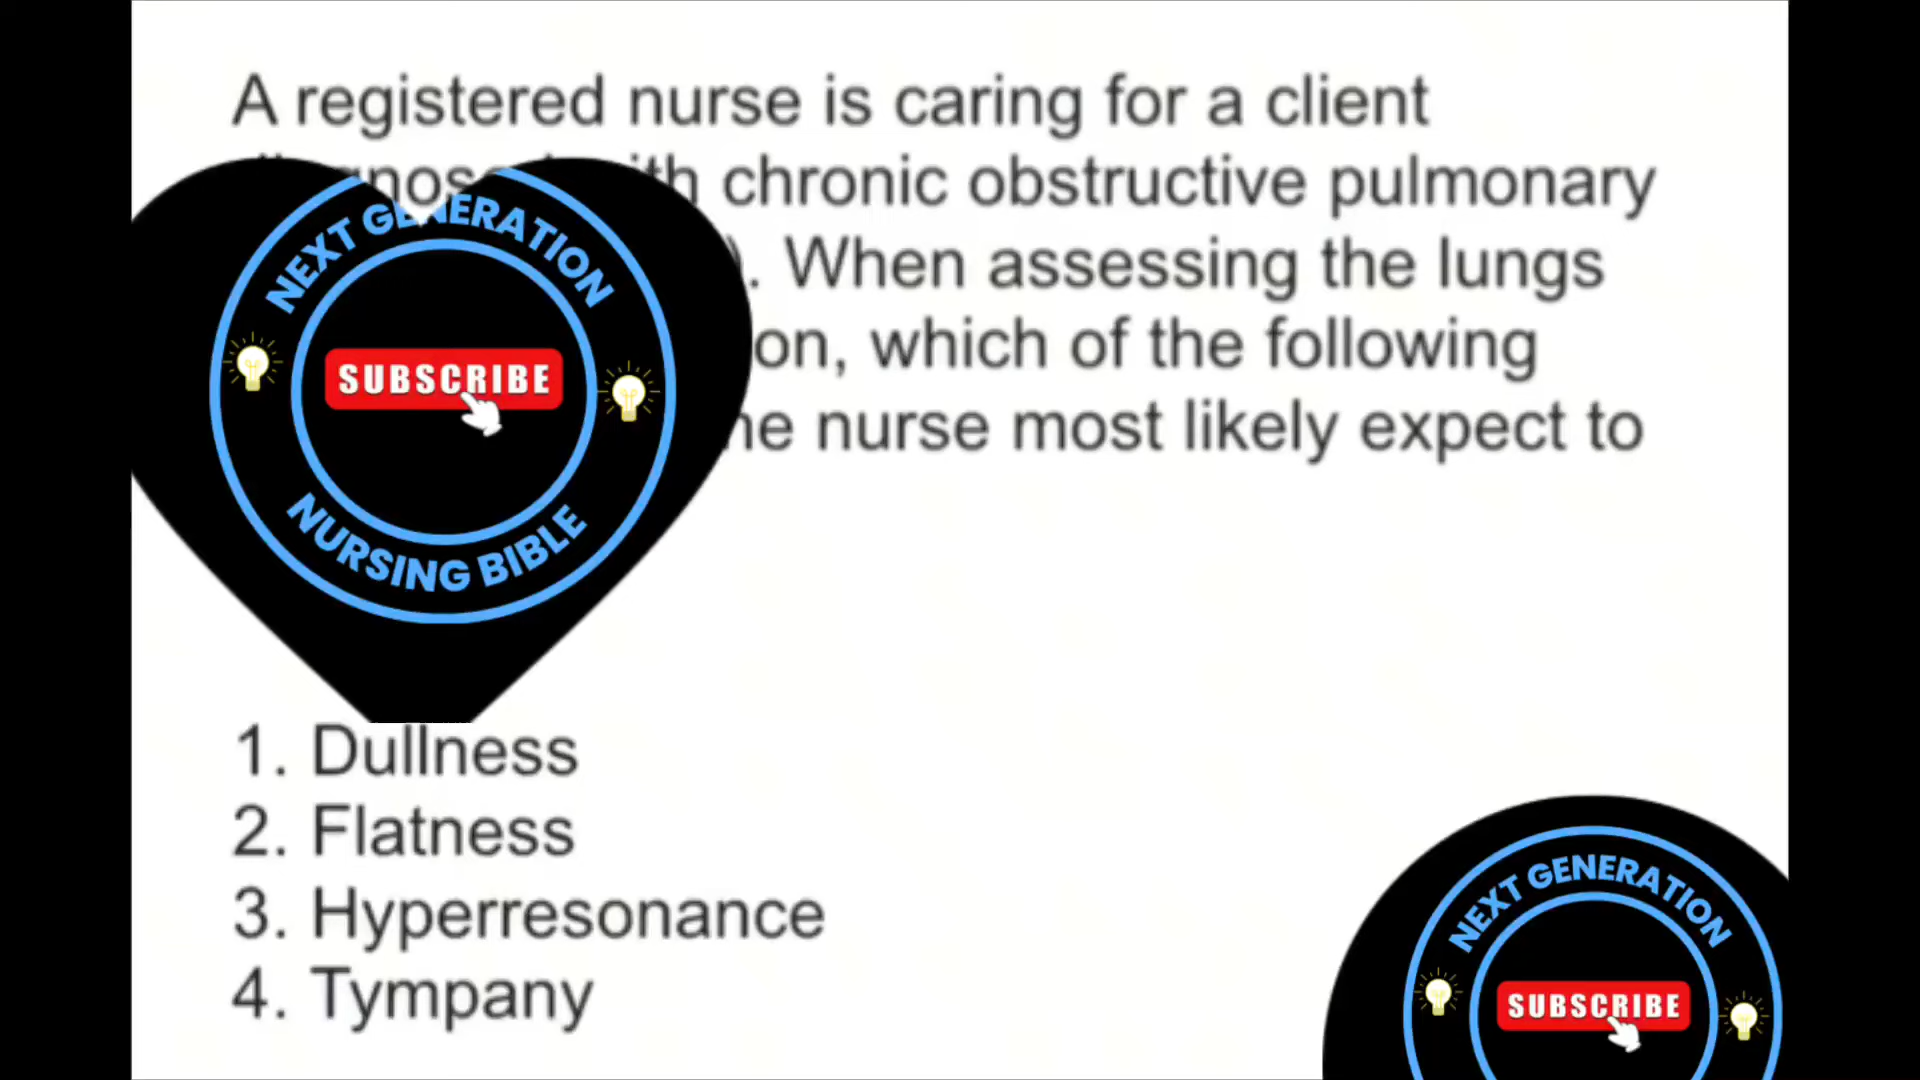 A registered nurse is caring for a client
chronic obstructive pulmonary
. When assessing the lungs
which of the following
nurse most likely expect to
NEXT GENERATION
SUBSCRIBE
NURSING BIBLE
1. Dullness
2. Flatness
3. Hyperresonance
4. Tympany
NEXT GENERATION
SUBSCRIBE